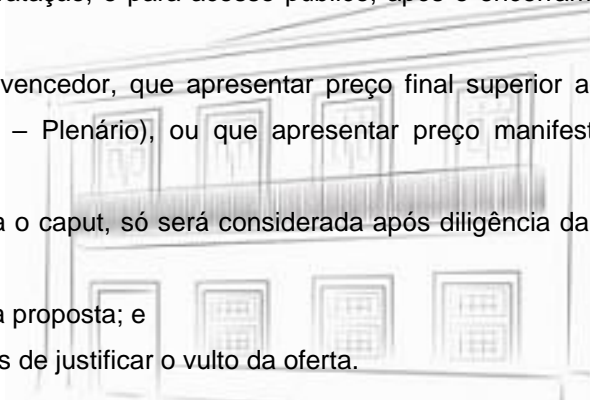 vencedor, que apresentar preço final superior a
– Plenário), ou que apresentar preço manifest
a o caput, só será considerada após diligência da
a proposta; e
s de justificar o vulto da oferta.